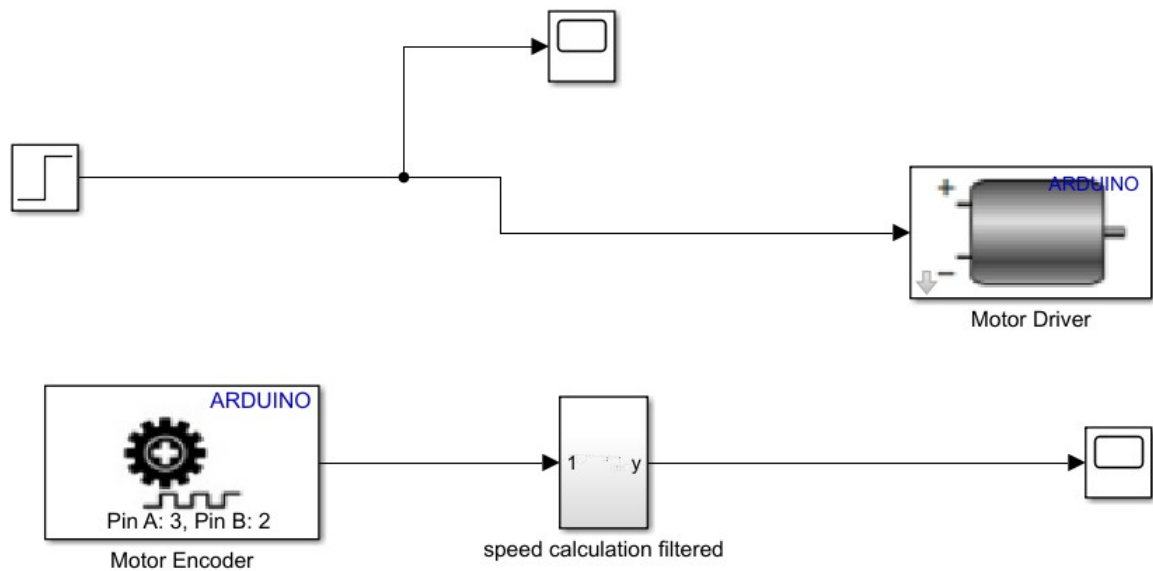 ARDUINO
+
−
Motor Driver
ARDUINO
Pin A: 3, Pin B: 2
Motor Encoder
1
y
speed calculation filtered